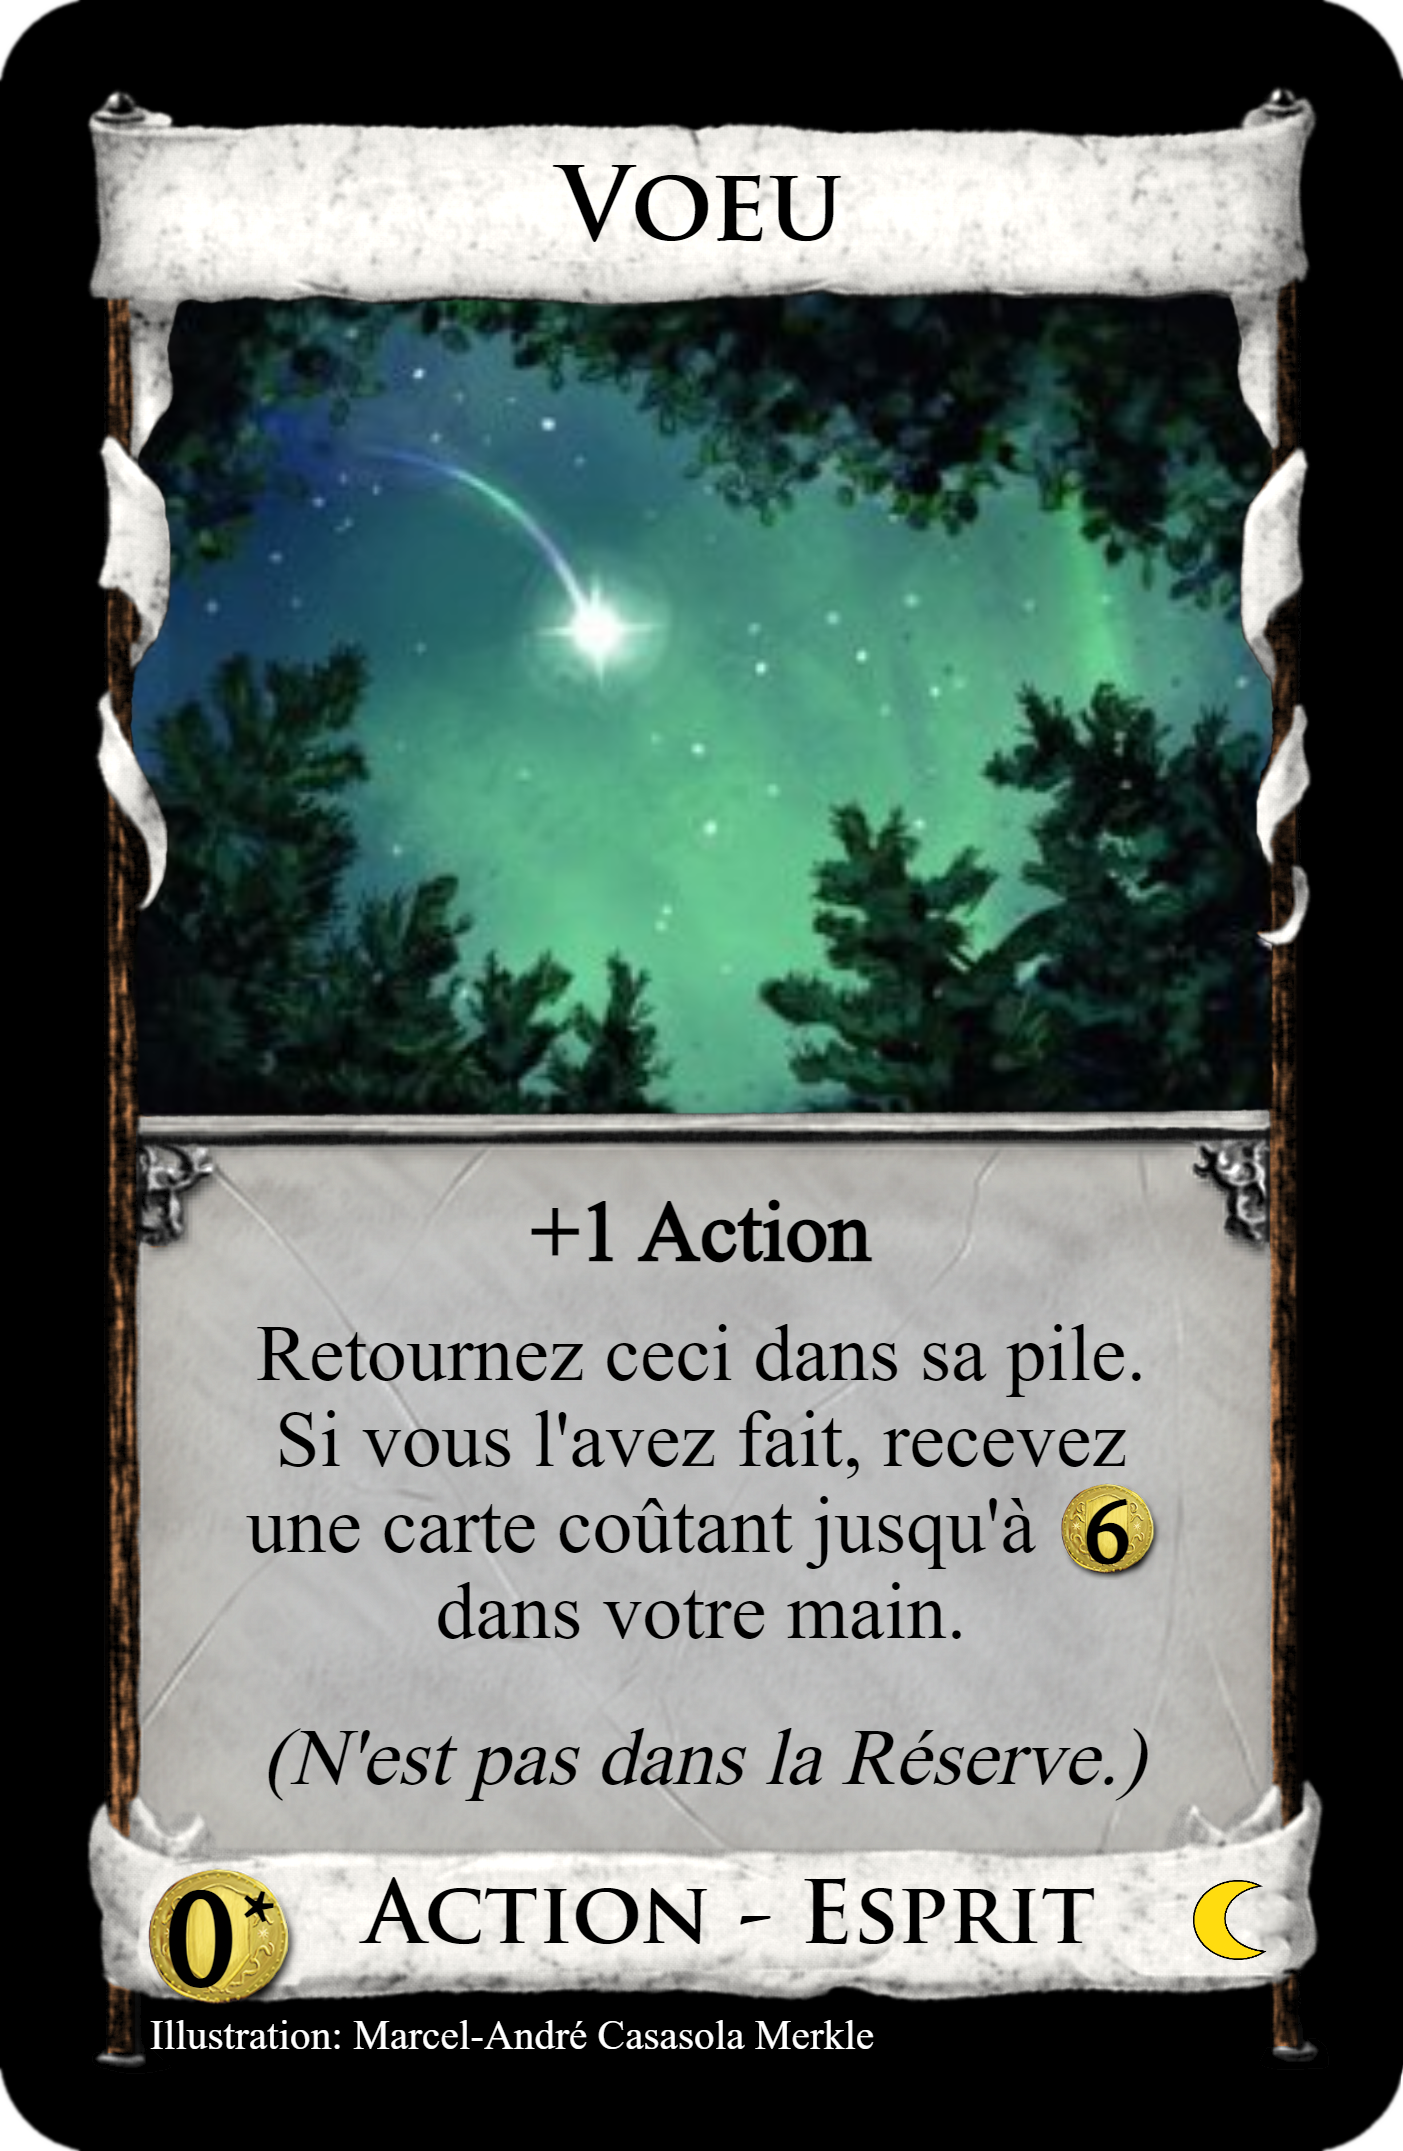 Voeu
+1 Action
Retournez ceci dans sa pile.
Si vous l'avez fait, recevez
une carte coûtant jusqu'à 6
dans votre main.
(N'est pas dans la Réserve.)
0* Action - Esprit
Illustration: Marcel-André Casasola Merkle